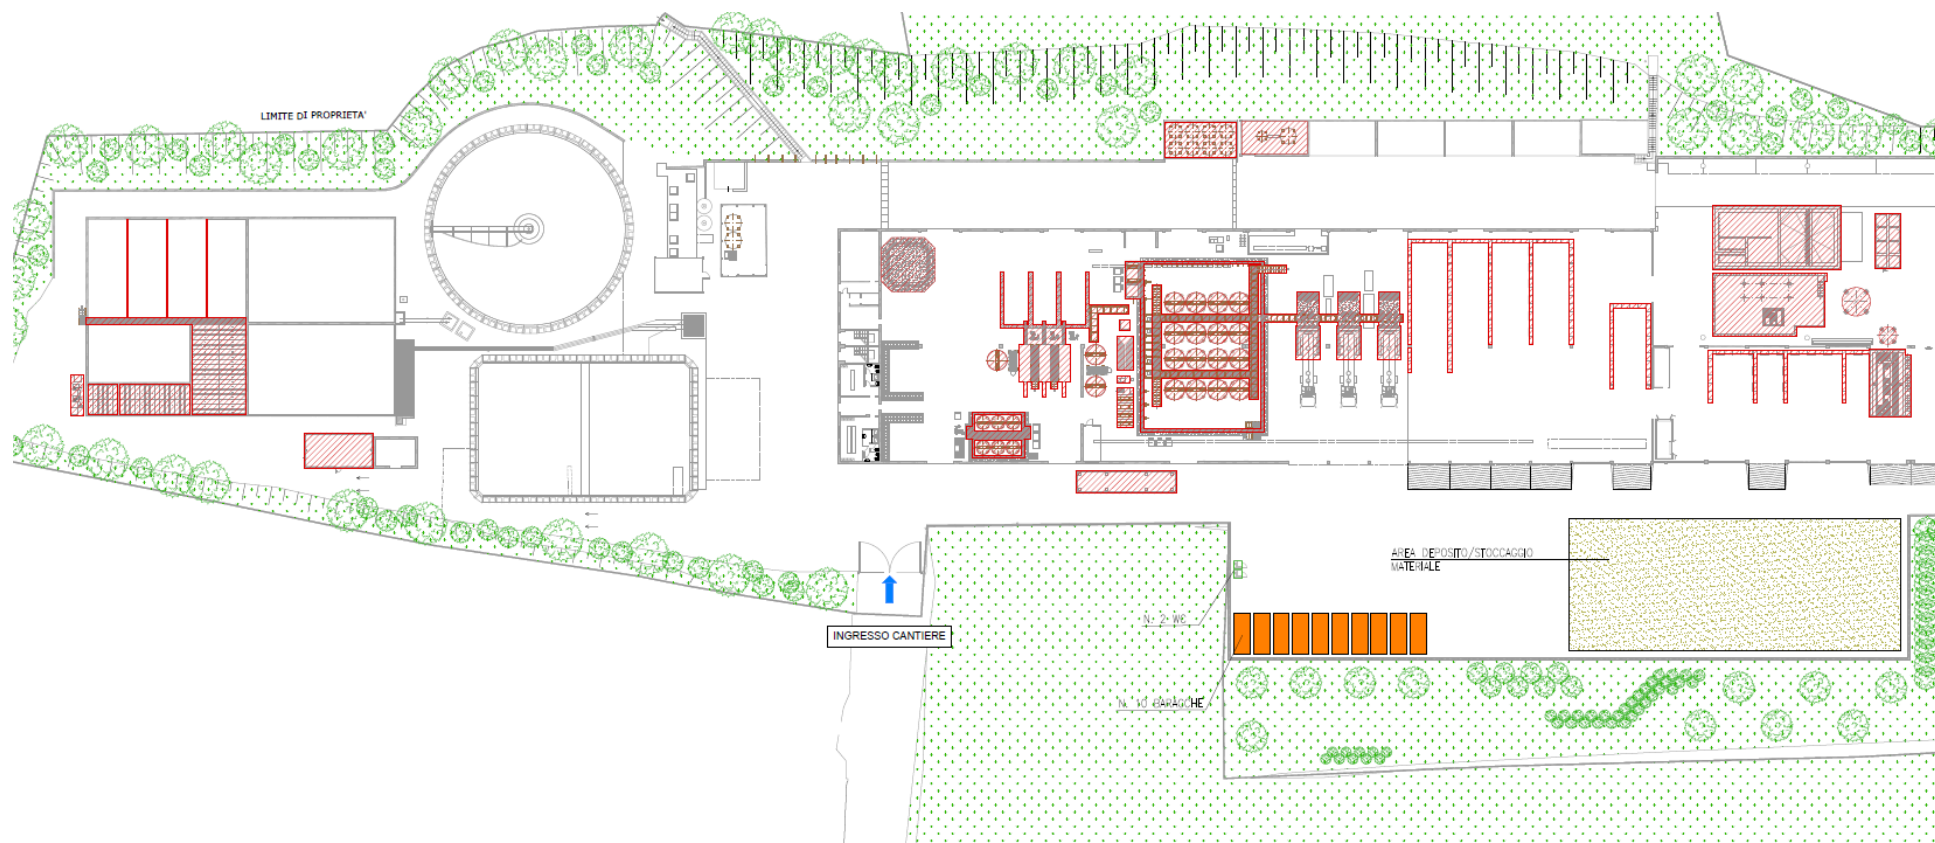 LIMITE DI PROPRIETA'
AREA DEPOSITO/STOCCAGGIO
MATERIALE
N. 2 WC
INGRESSO CANTIERE
N. 10 BARACCHE